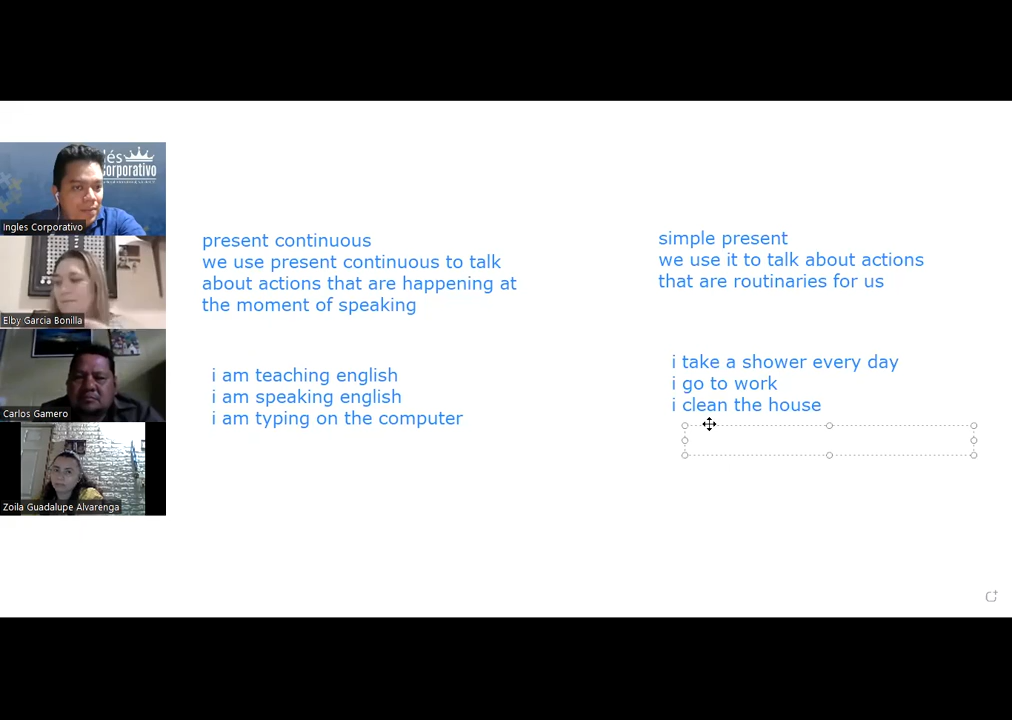 és
corporativo
Ingles Corporativo
Elby Garcia Bonilla
Carlos Gamero
Zoila Guadalupe Alvarenga
present continuous
we use present continuous to talk
about actions that are happening at
the moment of speaking
i am teaching english
i am speaking english
i am typing on the computer
simple present
we use it to talk about actions
that are routinaries for us
i take a shower every day
i go to work
i clean the house